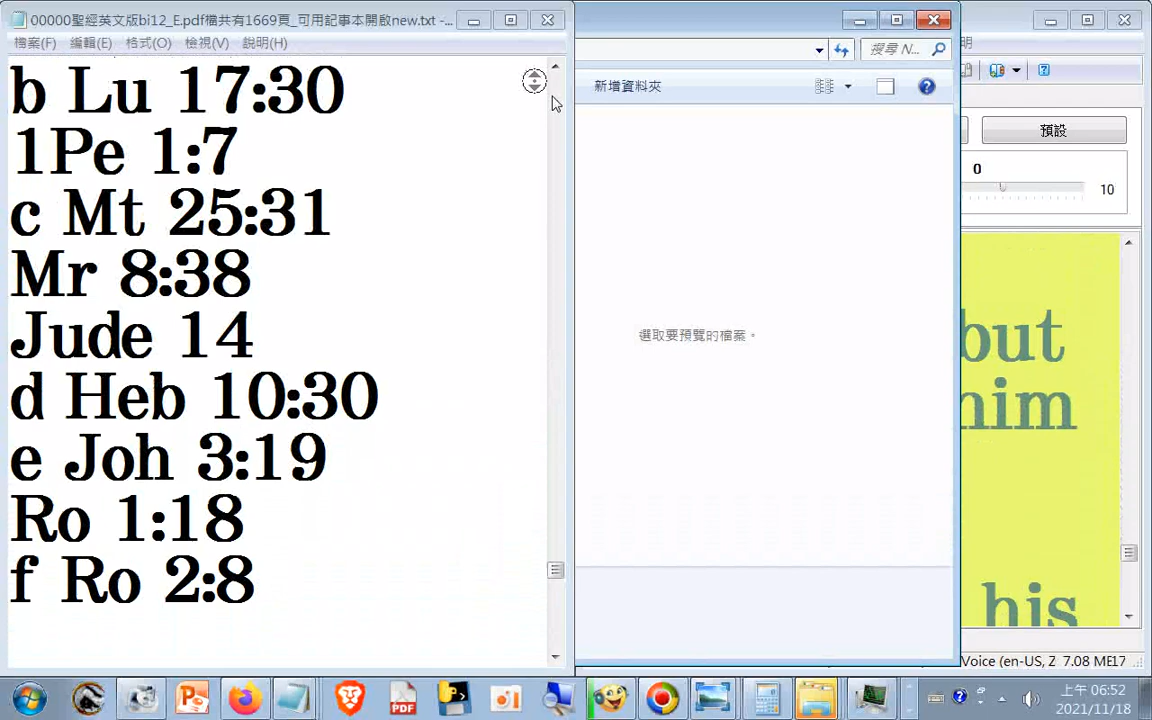 00000聖經英文版bi12_E.pdf檔共有1669頁_可用記事本開啟new.txt -...
檔案(F) 編輯(E) 格式(O) 檢視(V) 說明(H)
b Lu 17:30
1Pe 1:7
c Mt 25:31
Mr 8:38
Jude 14
d Heb 10:30
e Joh 3:19
Ro 1:18
f Ro 2:8
搜尋 N...
新增資料夾
選取要預覽的檔案。
明
預設
0
10
but
him
his
Voice (en-US, Z 7.08 ME17
上午 06:52
2021/11/18